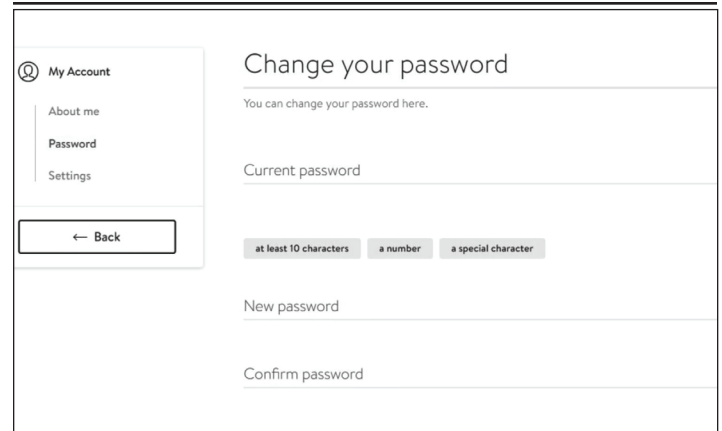 My Account
About me
Password
Settings
← Back
Change your password
You can change your password here.
Current password
at least 10 characters a number a special character
New password
Confirm password